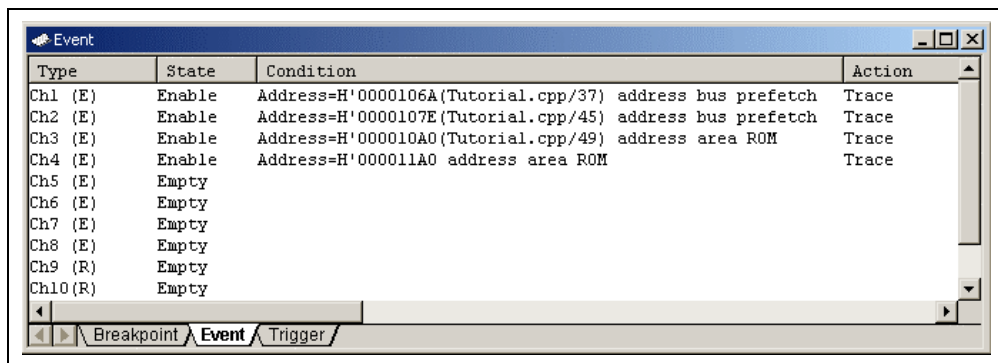 Event
Type State Condition Action
Ch1 (E) Enable Address=H'0000106A(Tutorial.cpp/37) address bus prefetch Trace
Ch2 (E) Enable Address=H'0000107E(Tutorial.cpp/45) address bus prefetch Trace
Ch3 (E) Enable Address=H'000010A0(Tutorial.cpp/49) address area ROM Trace
Ch4 (E) Enable Address=H'000011A0 address area ROM Trace
Ch5 (E) Empty
Ch6 (E) Empty
Ch7 (E) Empty
Ch8 (E) Empty
Ch9 (R) Empty
Ch10(R) Empty
Breakpoint Event Trigger